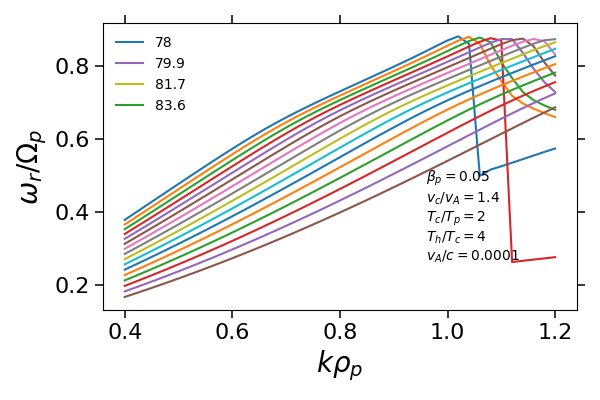 78
79.9
81.7
83.6
0.8
0.6
0.4
0.2
ω_r/Ω_p
β_p = 0.05
v_c/v_A = 1.4
T_c/T_p = 2
T_h/T_c = 4
v_A/c = 0.0001
0.4 0.6 0.8 1.0 1.2
kρ_p